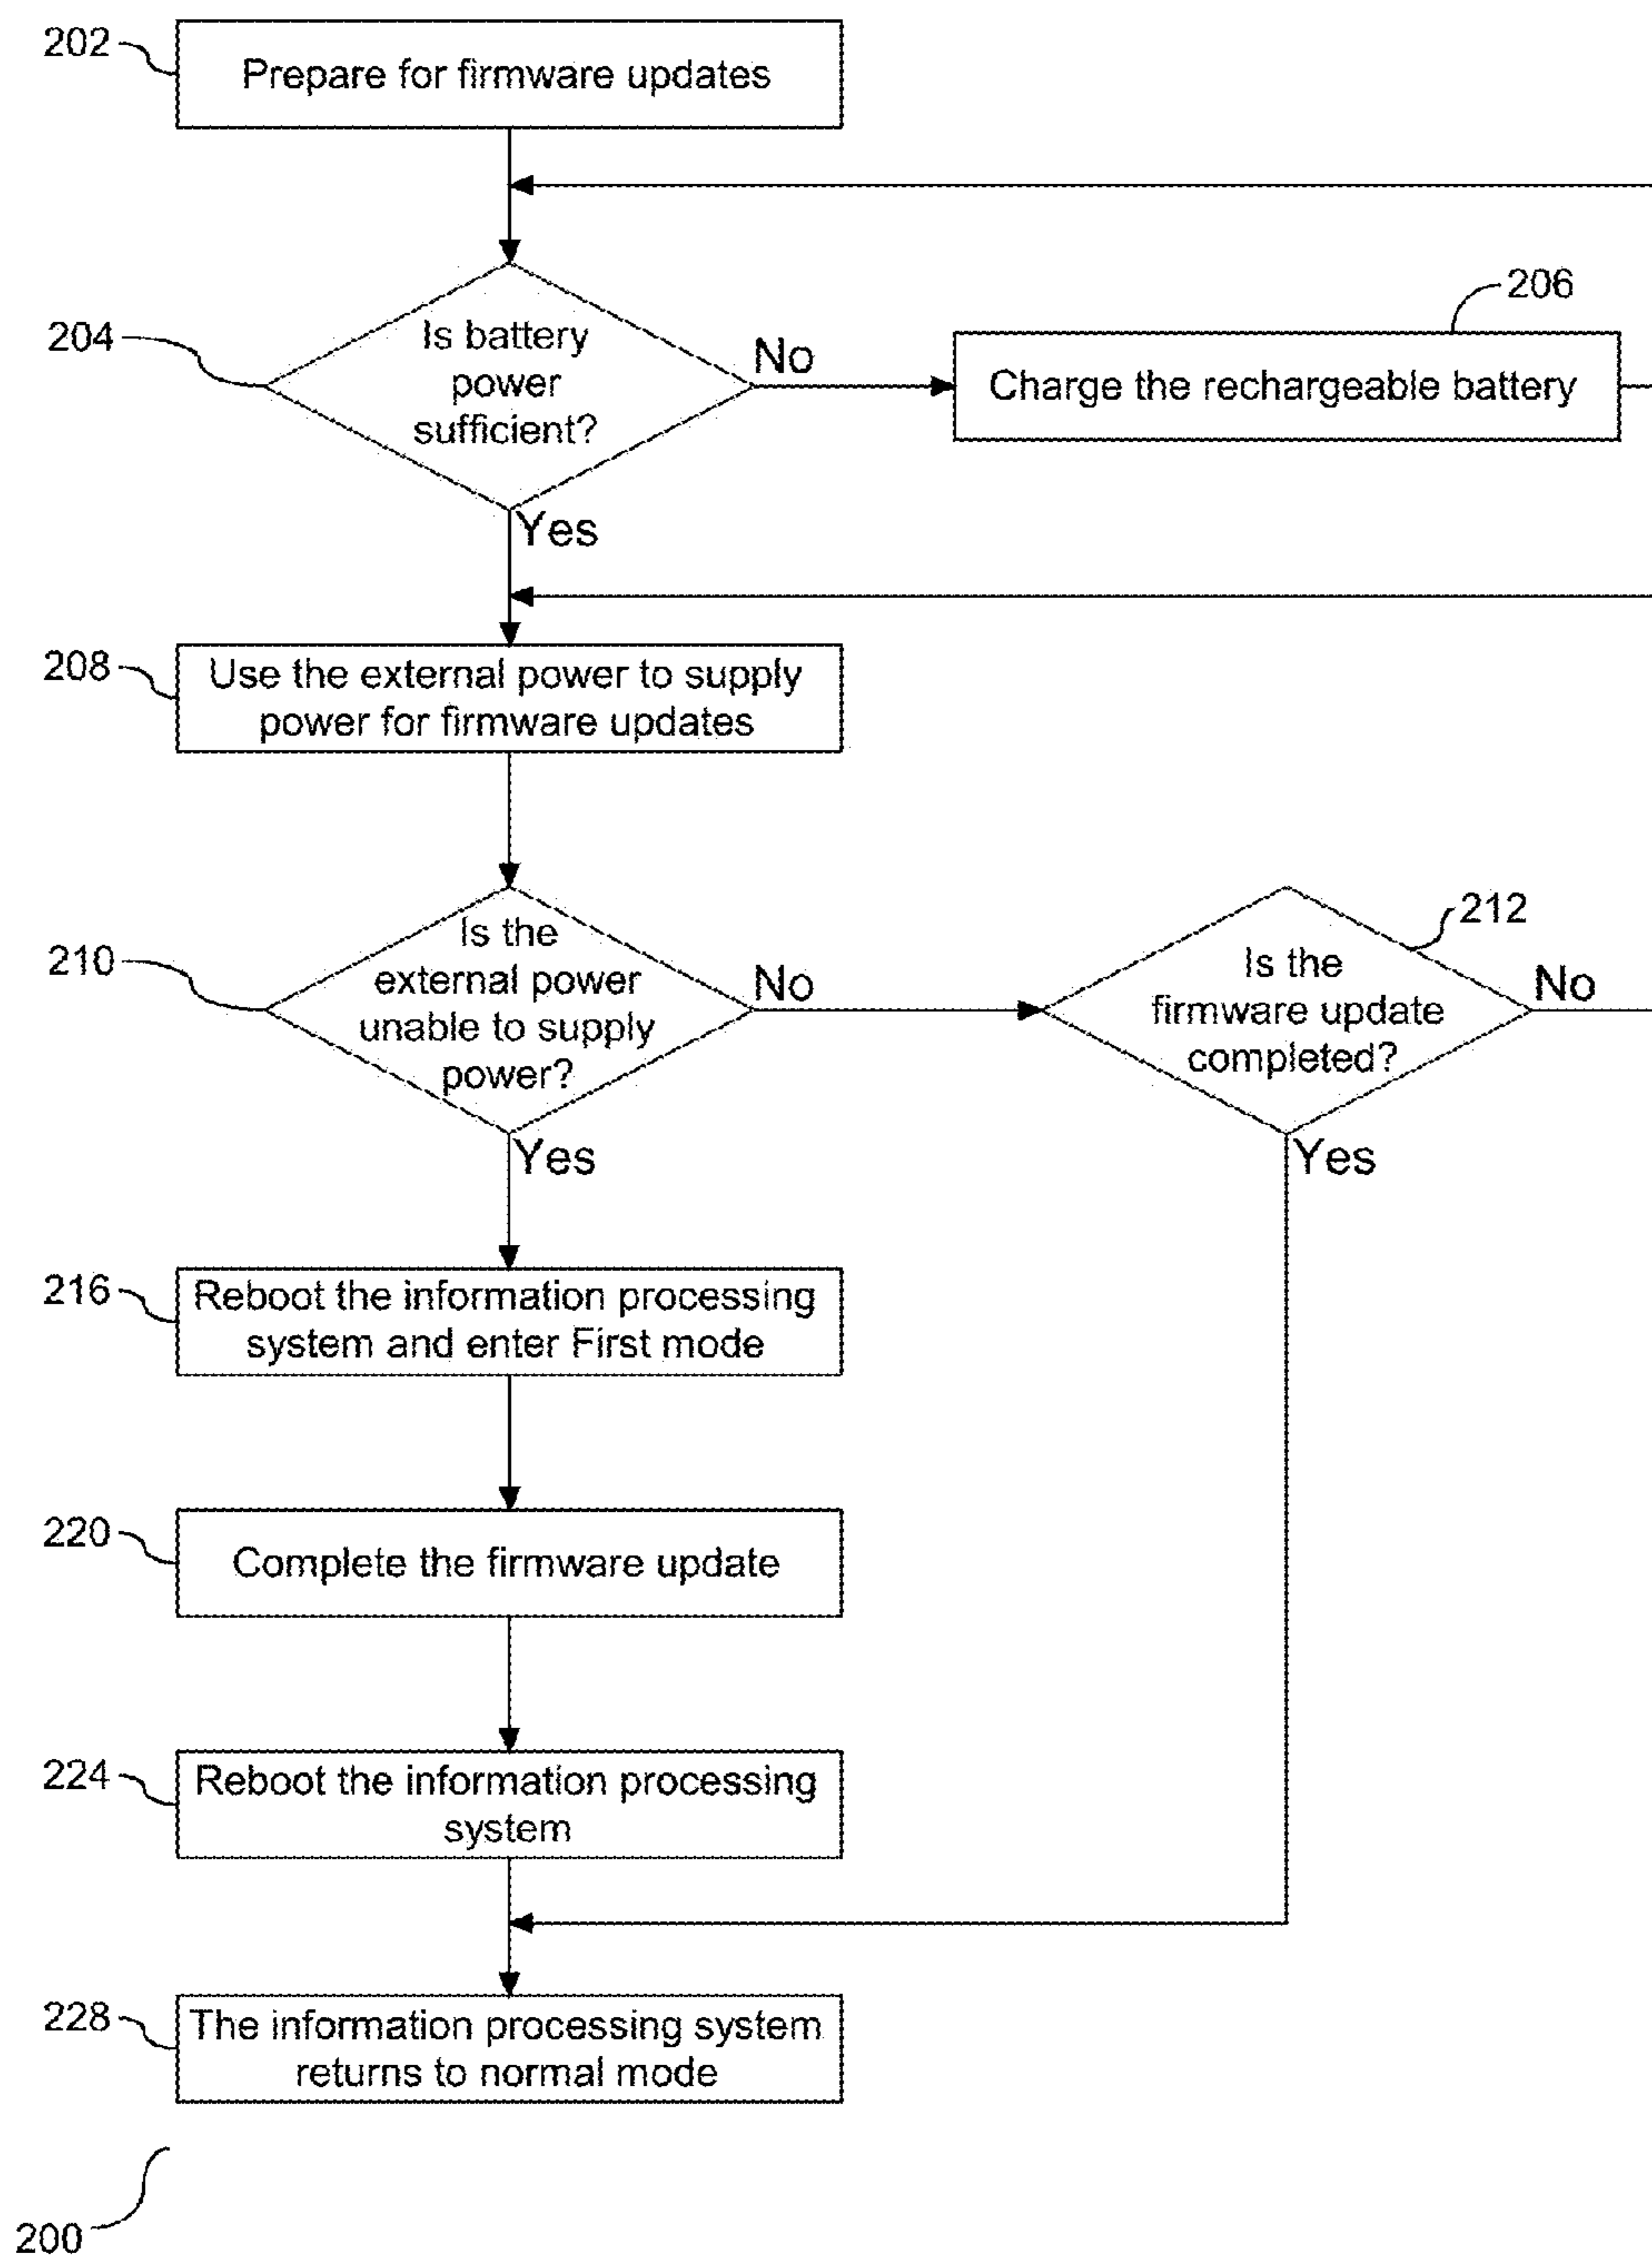 202
Prepare for firmware updates
204
Is battery
power
sufficient?
No
206
Charge the rechargeable battery
Yes
208
Use the external power to supply
power for firmware updates
210
Is the
external power
unable to supply
power?
No
212
Is the
firmware update
completed?
No
Yes
Yes
216
Reboot the information processing
system and enter First mode
220
Complete the firmware update
224
Reboot the information processing
system
228
The information processing system
returns to normal mode
200